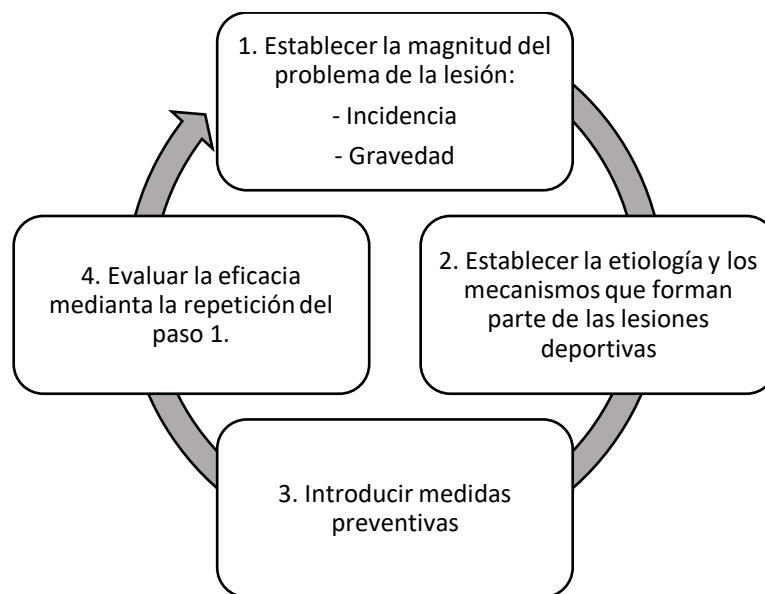 1. Establecer la magnitud del
problema de la lesión:
- Incidencia
- Gravedad
2. Establecer la etiología y los
mecanismos que forman
parte de las lesiones
deportivas
3. Introducir medidas
preventivas
4. Evaluar la eficacia
medianta la repetición del
paso 1.